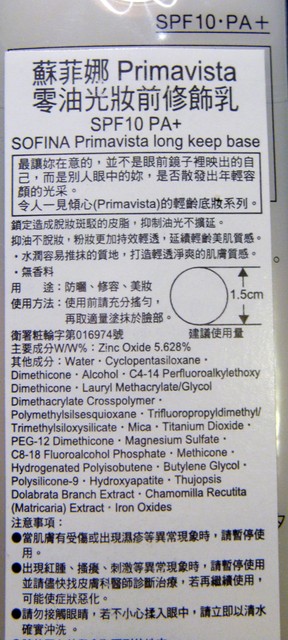 SPF10·PA+
蘇菲娜 Primavista
零油光妝前修飾乳
SPF10 PA+
SOFINA Primavista long keep base
最讓妳在意的，並不是眼前鏡子裡映出的自
己，而是別人眼中的妳，是否散發出年輕容
顏的光采。
令人一見傾心(Primavista)的輕齡底妝系列。
鎖定造成脫妝斑駁的皮脂，抑制油光不擴延。
抑油不脫妝，粉妝更加持效輕透，延續輕齡美肌質感。
·水潤容易推抹的質地，打造輕透淨爽的肌膚質感。
·無香料
用　途：防曬、修容、美妝
使用方法：使用前請充分搖勻，
再取適量塗抹於臉部。
1.5cm
建議使用量
衛署粧輸字第016974號
主要成分W/W%：Zinc Oxide 5.628%
其他成分：Water·Cyclopentasiloxane·
Dimethicone·Alcohol·C4-14 Perfluoroalkylethoxy
Dimethicone·Lauryl Methacrylate/Glycol
Dimethacrylate Crosspolymer·
Polymethylsilsesquioxane·Trifluoropropyldimethyl/
Trimethylsiloxysilicate·Mica·Titanium Dioxide·
PEG-12 Dimethicone·Magnesium Sulfate·
C8-18 Fluoroalcohol Phosphate·Methicone·
Hydrogenated Polyisobutene·Butylene Glycol·
Polysilicone-9·Hydroxyapatite·Thujopsis
Dolabrata Branch Extract·Chamomilla Recutita
(Matricaria) Extract·Iron Oxides
注意事項：
●當肌膚有受傷或出現濕疹等異常現象時，請暫停使
用。
●出現紅腫、搔癢、刺激等異常現象時，請暫停使用
並請儘快找皮膚科醫師診斷治療，若再繼續使用，
可能使症狀惡化。
●請勿接觸眼睛，若不小心揉入眼中，請立即以清水
確實沖洗。